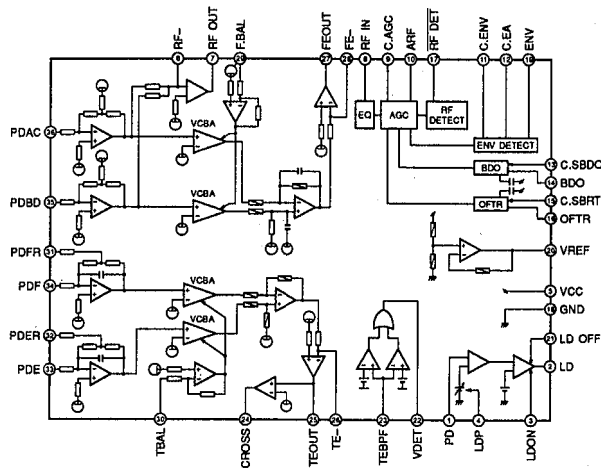 RF- RF OUT F.BAL FEOUT FE- RF IN C.AGC ARF RF DET C.ENV C.EA ENV
6 7 29 27 28 8 9 10 17 11 12 18
PDAC 26
VCBA
EQ AGC RF DETECT
ENV DETECT
13 C.SBDO
BDO
14 BDO
PDBD 35
VCBA
15 C.SBRT
OFTR
16 OFTR
PDFR 31
20 VREF
PDF 34
VCBA
5 VCC
VCBA
19 GND
PDER 32
21 LD OFF
PDE 33
2 LD
30 24 25 26 23 22 1 4 3
TBAL CROSS TEOUT TE- TEBPF VDET PD LDP LDON